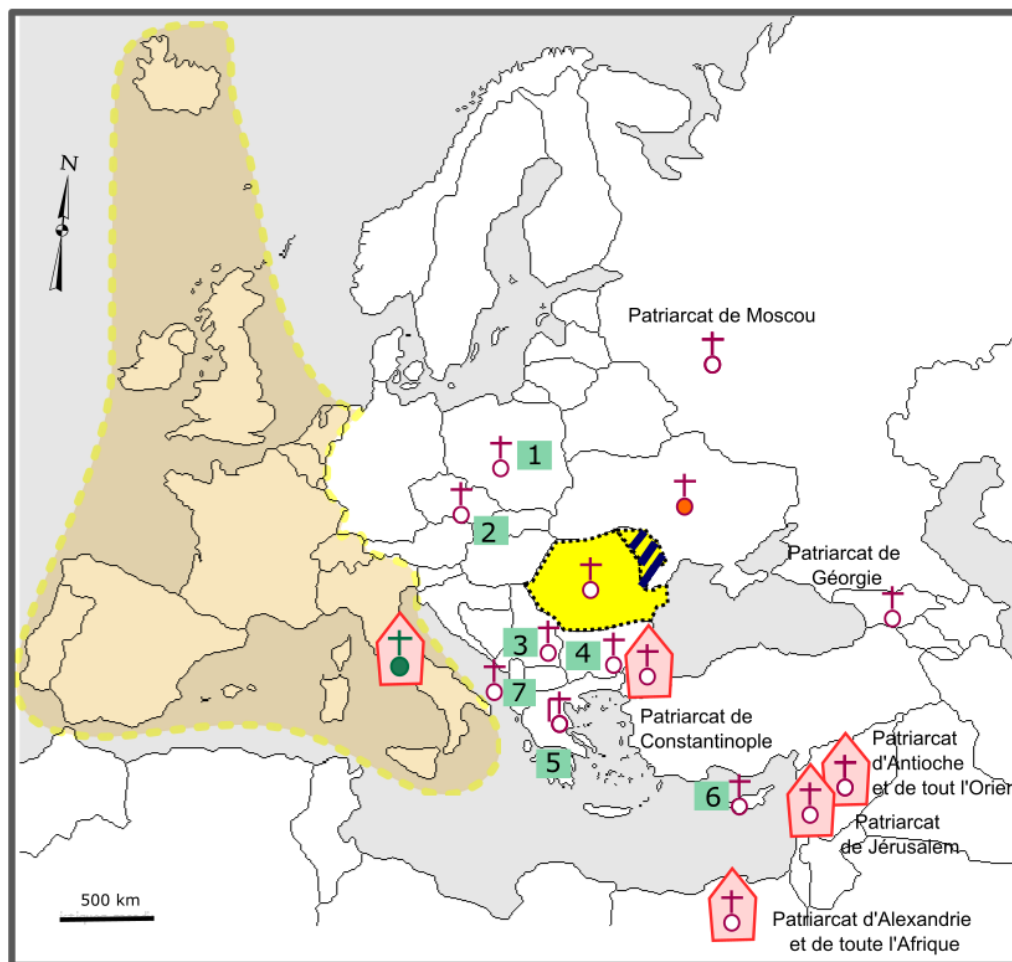 N
Patriarcat de Moscou
1
2
Patriarcat de
Géorgie
3
4
7
Patriarcat de
Constantinople
5
6
Patriarcat
d'Antioche
et de tout l'Orier
Patriarcat
de Jérusalem
500 km
Patriarcat d'Alexandrie
et de toute l'Afrique